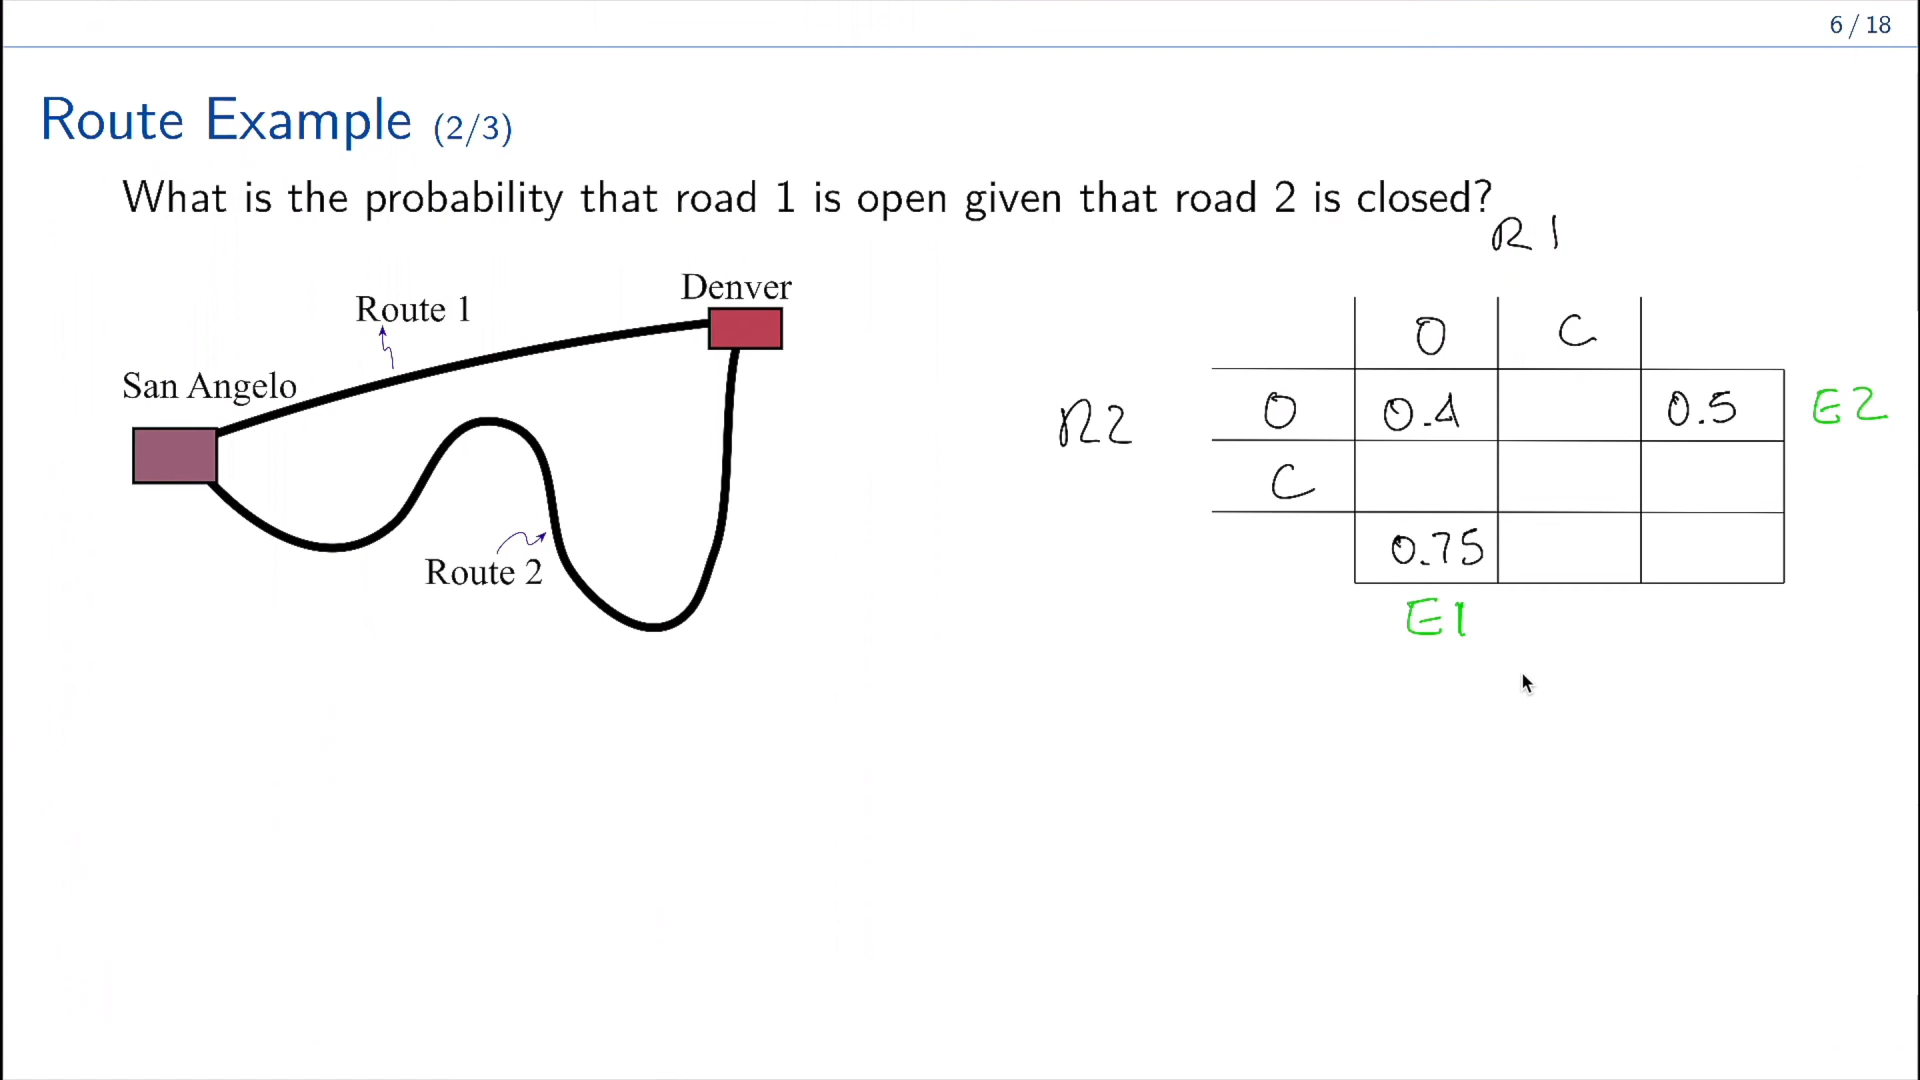 6 / 18
Route Example (2/3)
What is the probability that road 1 is open given that road 2 is closed?
R1
Denver
Route 1
San Angelo
Route 2
O C
R2 O 0.4 0.5 E2
C
0.75
E1